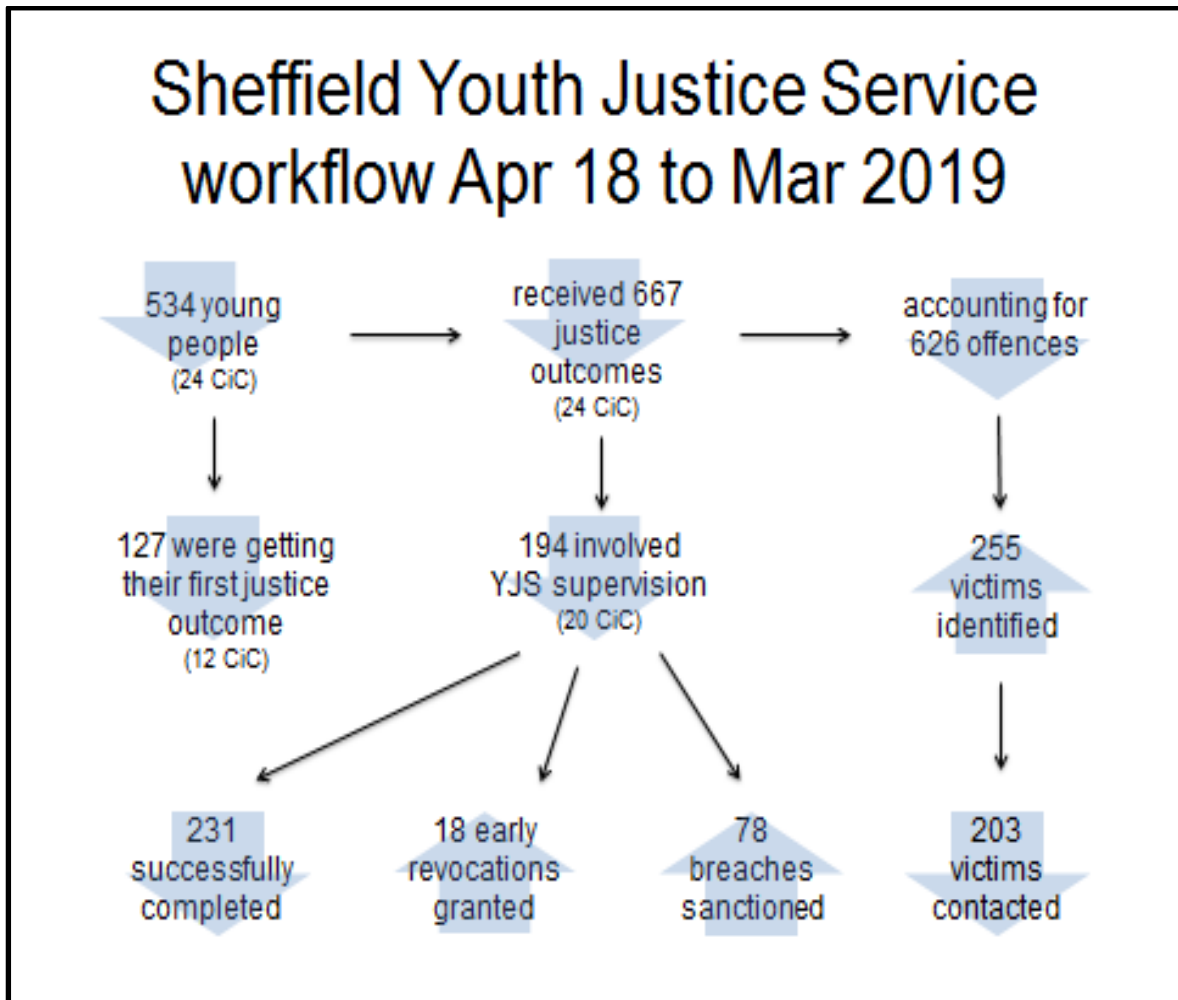 Sheffield Youth Justice Service
workflow Apr 18 to Mar 2019
534 young
people
(24 CiC)
received 667
justice
outcomes
(24 CiC)
accounting for
626 offences
127 were getting
their first justice
outcome
(12 CiC)
194 involved
YJS supervision
(20 CiC)
255
victims
identified
231
successfully
completed
18 early
revocations
granted
78
breaches
sanctioned
203
victims
contacted